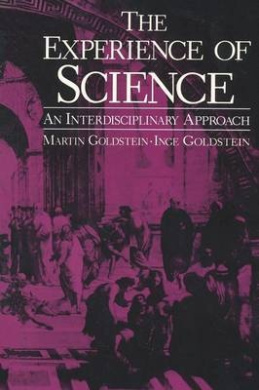 THE
EXPERIENCE OF
SCIENCE
AN INTERDISCIPLINARY APPROACH
MARTIN GOLDSTEIN · INGE GOLDSTEIN